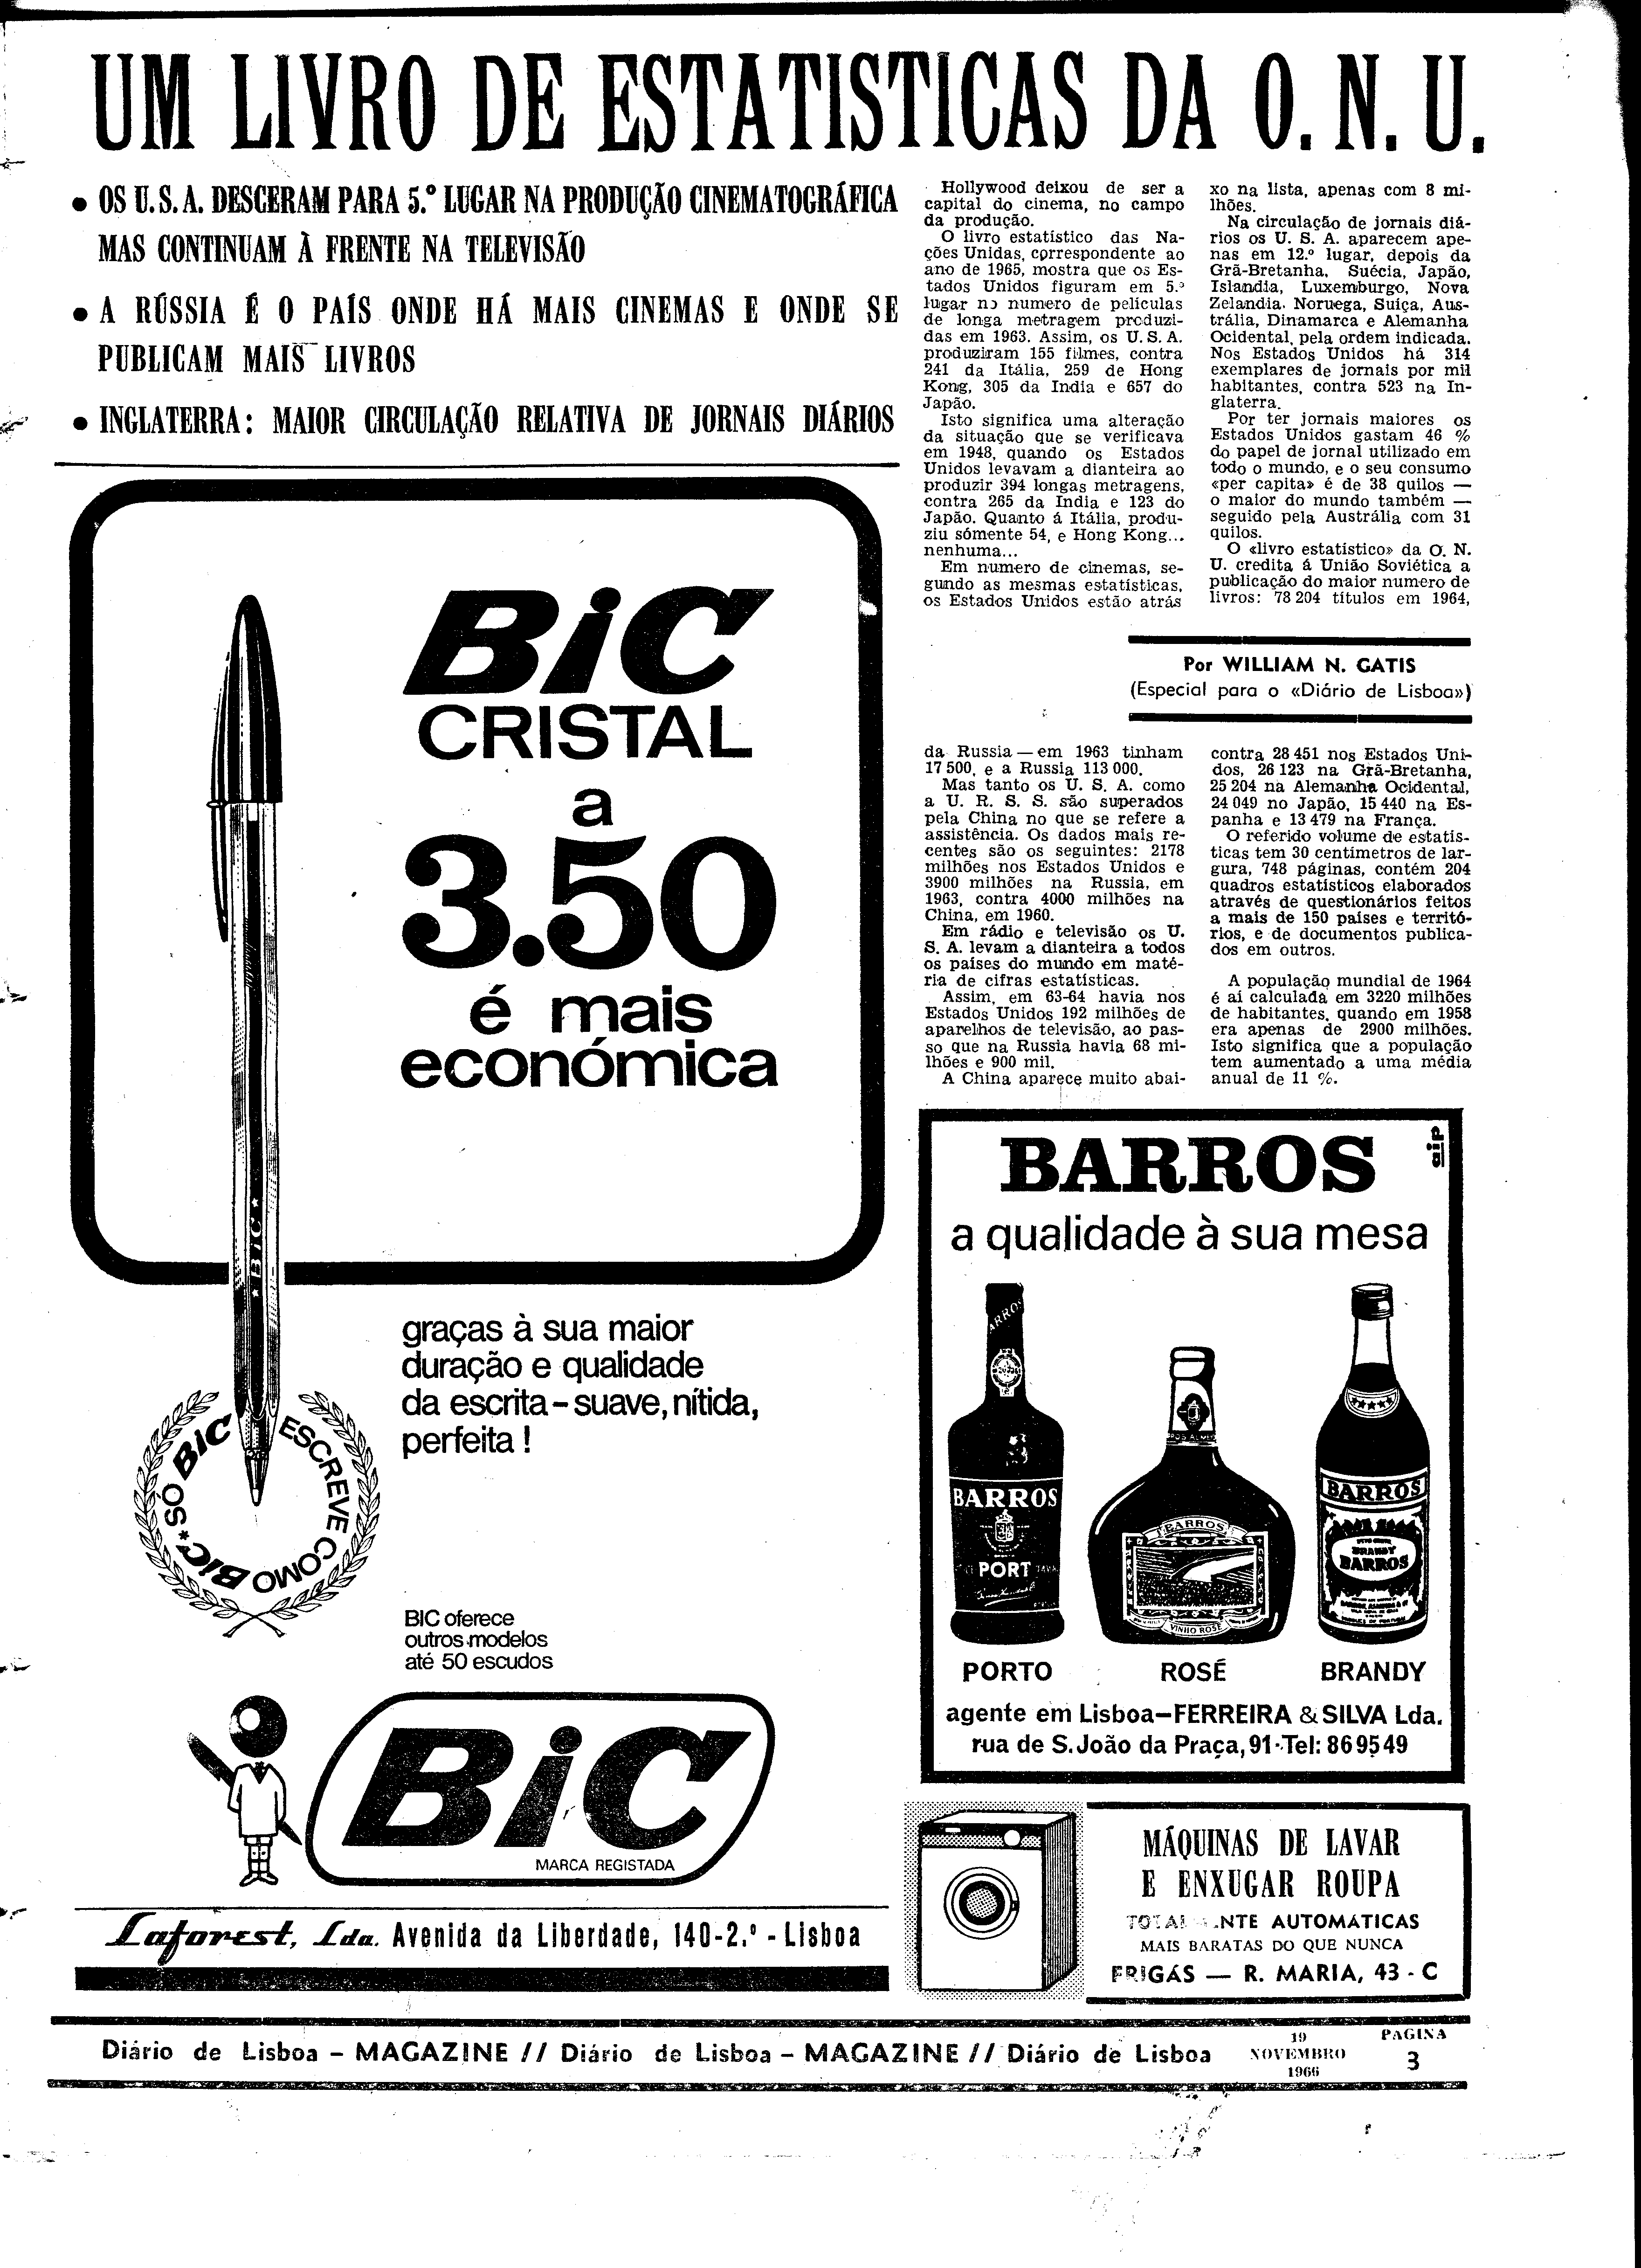 UM LIVRO DE ESTATISTICAS DA O. N. U.
• OS U. S. A. DESCERAM PARA 5.º LUGAR NA PRODUÇÃO CINEMATOGRÁFICA
MAS CONTINUAM À FRENTE NA TELEVISÃO
• A RÚSSIA É O PAÍS ONDE HÁ MAIS CINEMAS E ONDE SE
PUBLICAM MAIS LIVROS
• INGLATERRA: MAIOR CIRCULAÇÃO RELATIVA DE JORNAIS DIÁRIOS
Hollywood deixou de ser a
capital do cinema, no campo
da produção.
O livro estatístico das Na-
ções Unidas, correspondente ao
ano de 1965, mostra que os Es-
tados Unidos figuram em 5.º
lugar no numero de peliculas
de longa metragem produzi-
das em 1963. Assim, os U. S. A.
produziram 155 filmes, contra
241 da Itália, 259 de Hong
Kong, 305 da India e 657 do
Japão.
Isto significa uma alteração
da situação que se verificava
em 1948, quando os Estados
Unidos levavam a dianteira ao
produzir 394 longas metragens,
contra 265 da India e 123 do
Japão. Quanto á Itália, produ-
ziu sómente 54, e Hong Kong...
nenhuma...
Em numero de cinemas, se-
gundo as mesmas estatísticas,
os Estados Unidos estão atrás
da Russia — em 1963 tinham
17 500, e a Russia 113 000.
Mas tanto os U. S. A. como
a U. R. S. S. são superados
pela China no que se refere a
assistência. Os dados mais re-
centes são os seguintes: 2178
milhões nos Estados Unidos e
3900 milhões na Russia, em
1963, contra 4000 milhões na
China, em 1960.
Em rádio e televisão os U.
S. A. levam a dianteira a todos
os países do mundo em maté-
ria de cifras estatísticas.
Assim, em 63-64 havia nos
Estados Unidos 192 milhões de
aparelhos de televisão, ao pas-
so que na Russia havia 68 mi-
lhões e 900 mil.
A China aparece muito abai-
xo na lista, apenas com 8 mi-
lhões.
Na circulação de jornais diá-
rios os U. S. A. aparecem ape-
nas em 12.º lugar, depois da
Grã-Bretanha, Suécia, Japão,
Islandia, Luxemburgo, Nova
Zelandia, Noruega, Suiça, Aus-
trália, Dinamarca e Alemanha
Ocidental, pela ordem indicada.
Nos Estados Unidos há 314
exemplares de jornais por mil
habitantes, contra 523 na In-
glaterra.
Por ter jornais maiores os
Estados Unidos gastam 46 %
do papel de jornal utilizado em
todo o mundo, e o seu consumo
«per capita» é de 38 quilos —
o maior do mundo também —
seguido pela Austrália com 31
quilos.
O «livro estatístico» da O. N.
U. credita á União Soviética a
publicação do maior numero de
livros: 78 204 títulos em 1964,
Por WILLIAM N. GATIS
(Especial para o «Diário de Lisboa»)
contra 28 451 nos Estados Uni-
dos, 26 123 na Grã-Bretanha,
25 204 na Alemanha Ocidental,
24 049 no Japão, 15 440 na Es-
panha e 13 479 na França.
O referido volume de estatis-
ticas tem 30 centimetros de lar-
gura, 748 páginas, contém 204
quadros estatísticos elaborados
através de questionários feitos
a mais de 150 países e territó-
rios, e de documentos publica-
dos em outros.
A população mundial de 1964
é ai calculada em 3220 milhões
de habitantes, quando em 1958
era apenas de 2900 milhões.
Isto significa que a população
tem aumentado a uma média
anual de 11 %.
BiC
CRISTAL
a
3.50
é mais
económica
* BIC *
graças à sua maior
duração e qualidade
da escrita – suave, nítida,
perfeita !
SÓ BIC ESCREVE COMO BIC *
BIC oferece
outros modelos
até 50 escudos
BiC
MARCA REGISTADA
Laforest, Lda. Avenida da Liberdade, 140-2.º - Lisboa
BARROS
aip
a qualidade à sua mesa
BARROS
PORT
BARROS
VINHO ROSÉ
BARROS
BRANDY
BARROS
PORTO ROSÉ BRANDY
agente em Lisboa—FERREIRA & SILVA Lda.
rua de S. João da Praça, 91 - Tel: 86 95 49
MÁQUINAS DE LAVAR
E ENXUGAR ROUPA
AUTOMÁTICAS
MAIS BARATAS DO QUE NUNCA
FRIGÁS — R. MARIA, 43 - C
Diário de Lisboa – MAGAZINE // Diário de Lisboa – MAGAZINE // Diário de Lisboa
19
NOVEMBRO
1966
PAGINA
3